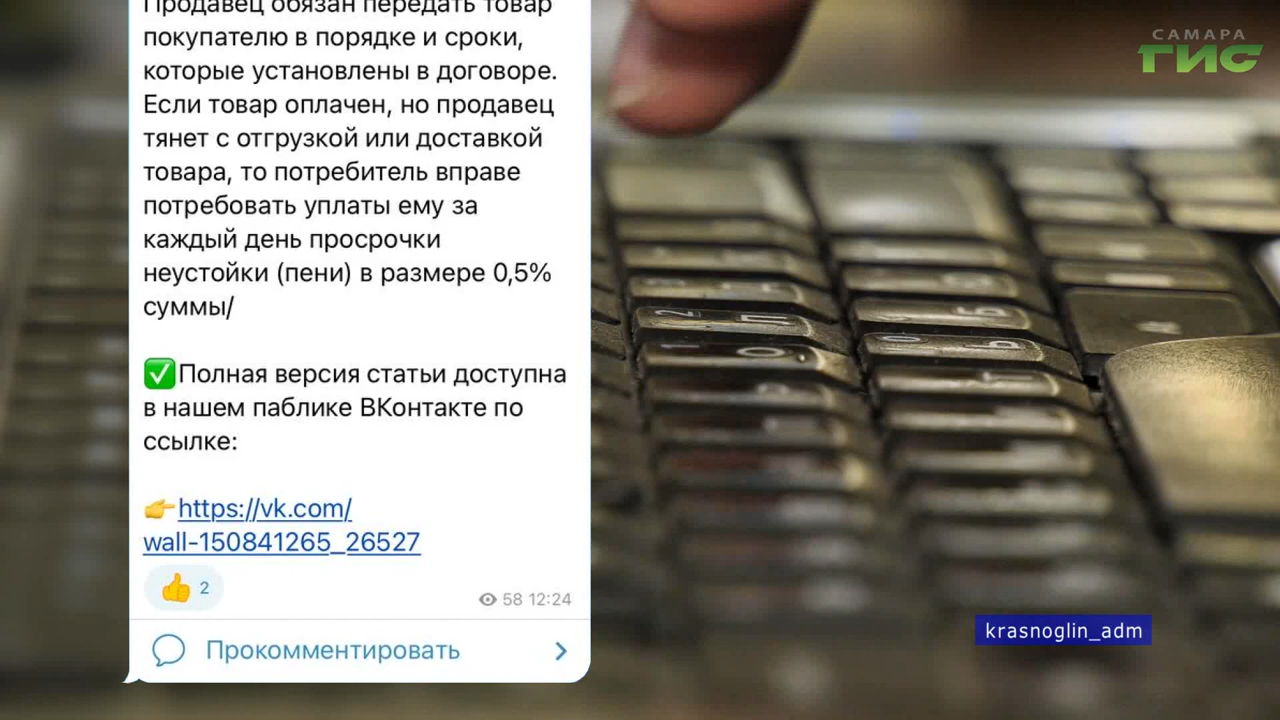 Продавец обязан передать товар
покупателю в порядке и сроки,
которые установлены в договоре.
Если товар оплачен, но продавец
тянет с отгрузкой или доставкой
товара, то потребитель вправе
потребовать уплаты ему за
каждый день просрочки
неустойки (пени) в размере 0,5%
суммы/
✅Полная версия статьи доступна
в нашем паблике ВКонтакте по
ссылке:
👉https://vk.com/
wall-150841265_26527
👍 2
58 12:24
Прокомментировать
САМАРА
ГИС
krasnoglin_adm